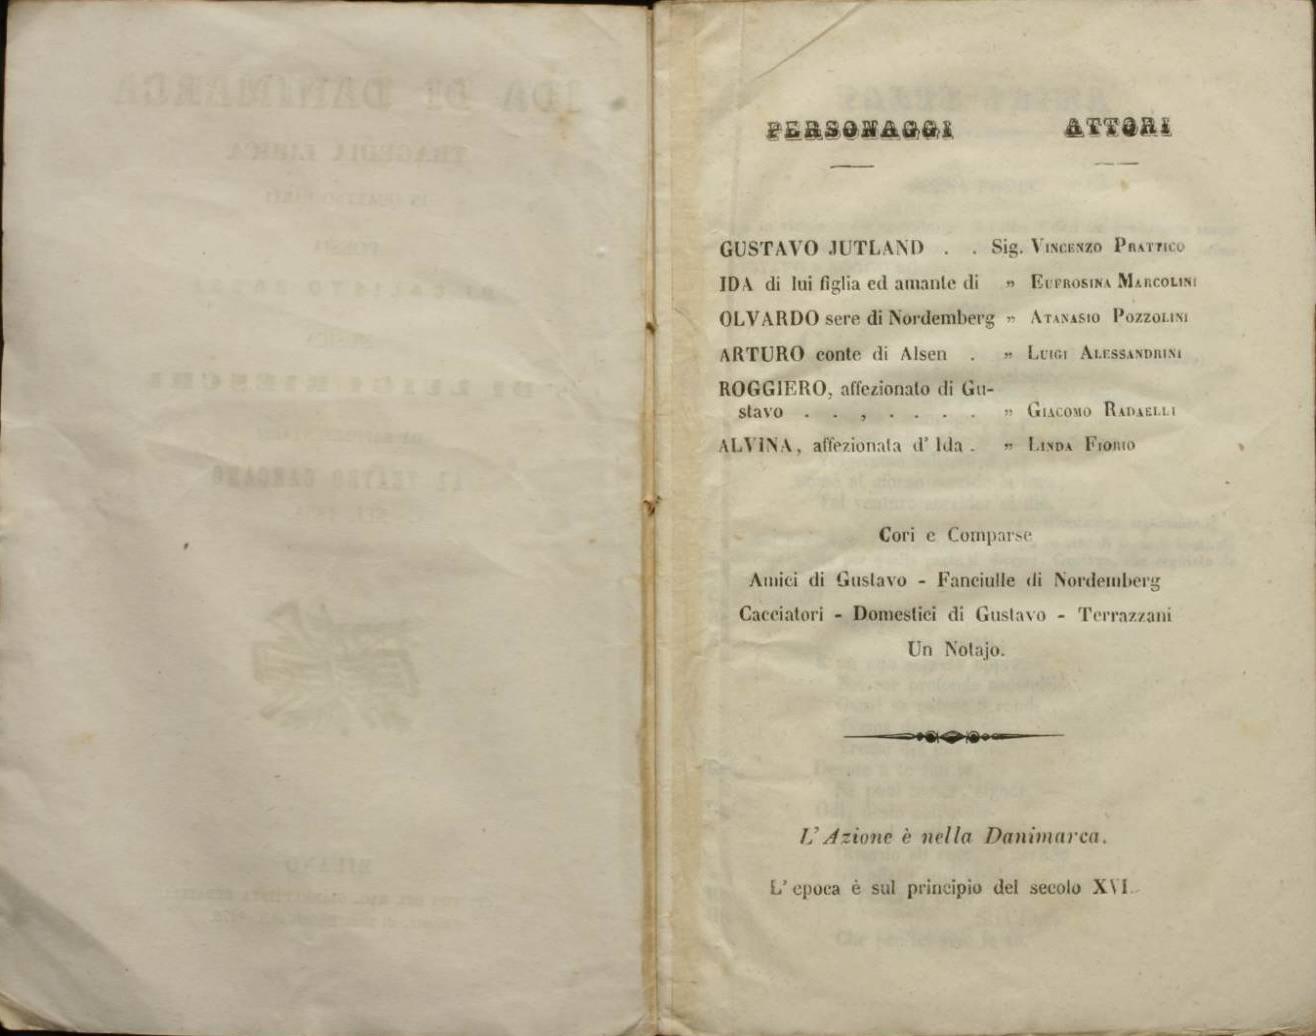 PERSONAGGI ATTORI
GUSTAVO JUTLAND . . Sig. VINCENZO PRATTICO
IDA di lui figlia ed amante di „ EUFROSINA MARCOLINI
OLVARDO sere di Nordemberg „ ATANASIO POZZOLINI
ARTURO conte di Alsen . „ LUIGI ALESSANDRINI
ROGGIERO, affezionato di Gu-
stavo . . , . . . . „ GIACOMO RADAELLI
ALVINA, affezionata d' Ida . „ LINDA FIORIO
Cori e Comparse
Amici di Gustavo - Fanciulle di Nordemberg
Cacciatori - Domestici di Gustavo - Terrazzani
Un Notajo.
L' Azione è nella Danimarca.
L' epoca è sul principio del secolo XVI.